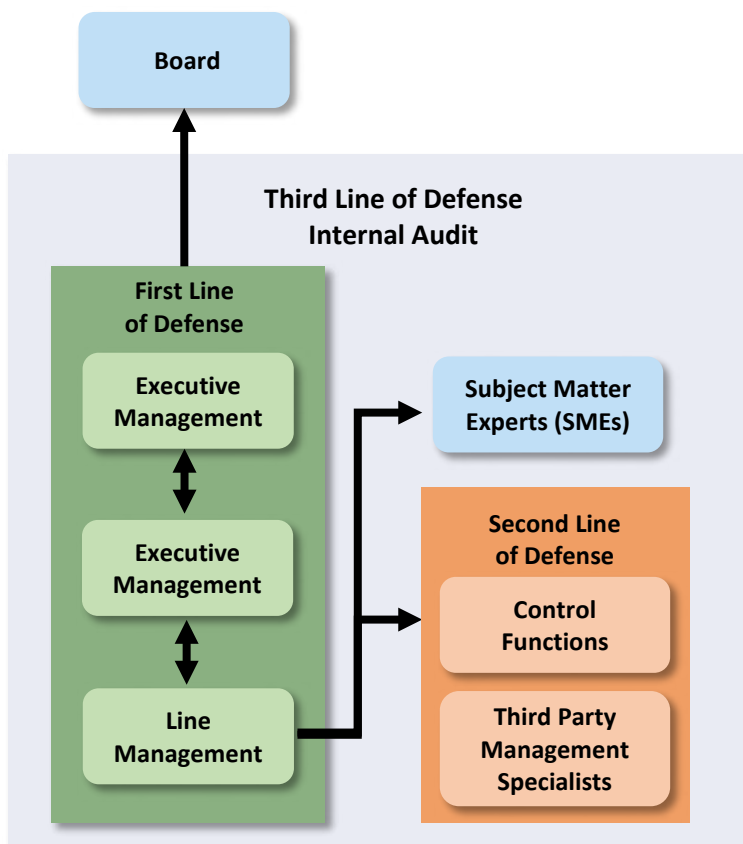 Board
Third Line of Defense
Internal Audit
First Line
of Defense
Executive
Management
Subject Matter
Experts (SMEs)
Second Line
of Defense
Executive
Management
Control
Functions
Line
Management
Third Party
Management
Specialists